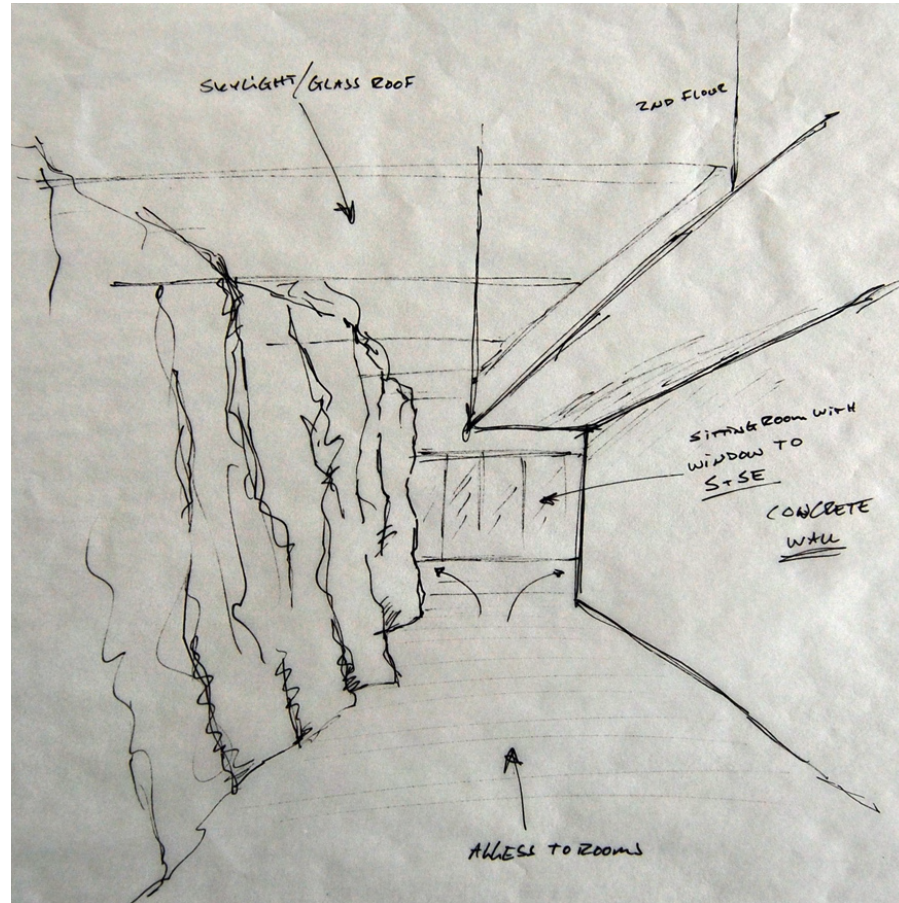 SKYLIGHT/GLASS ROOF
2ND FLOOR
SITTING ROOM WITH
WINDOW TO
S+SE
CONCRETE
WALL
ACCESS TO ROOMS